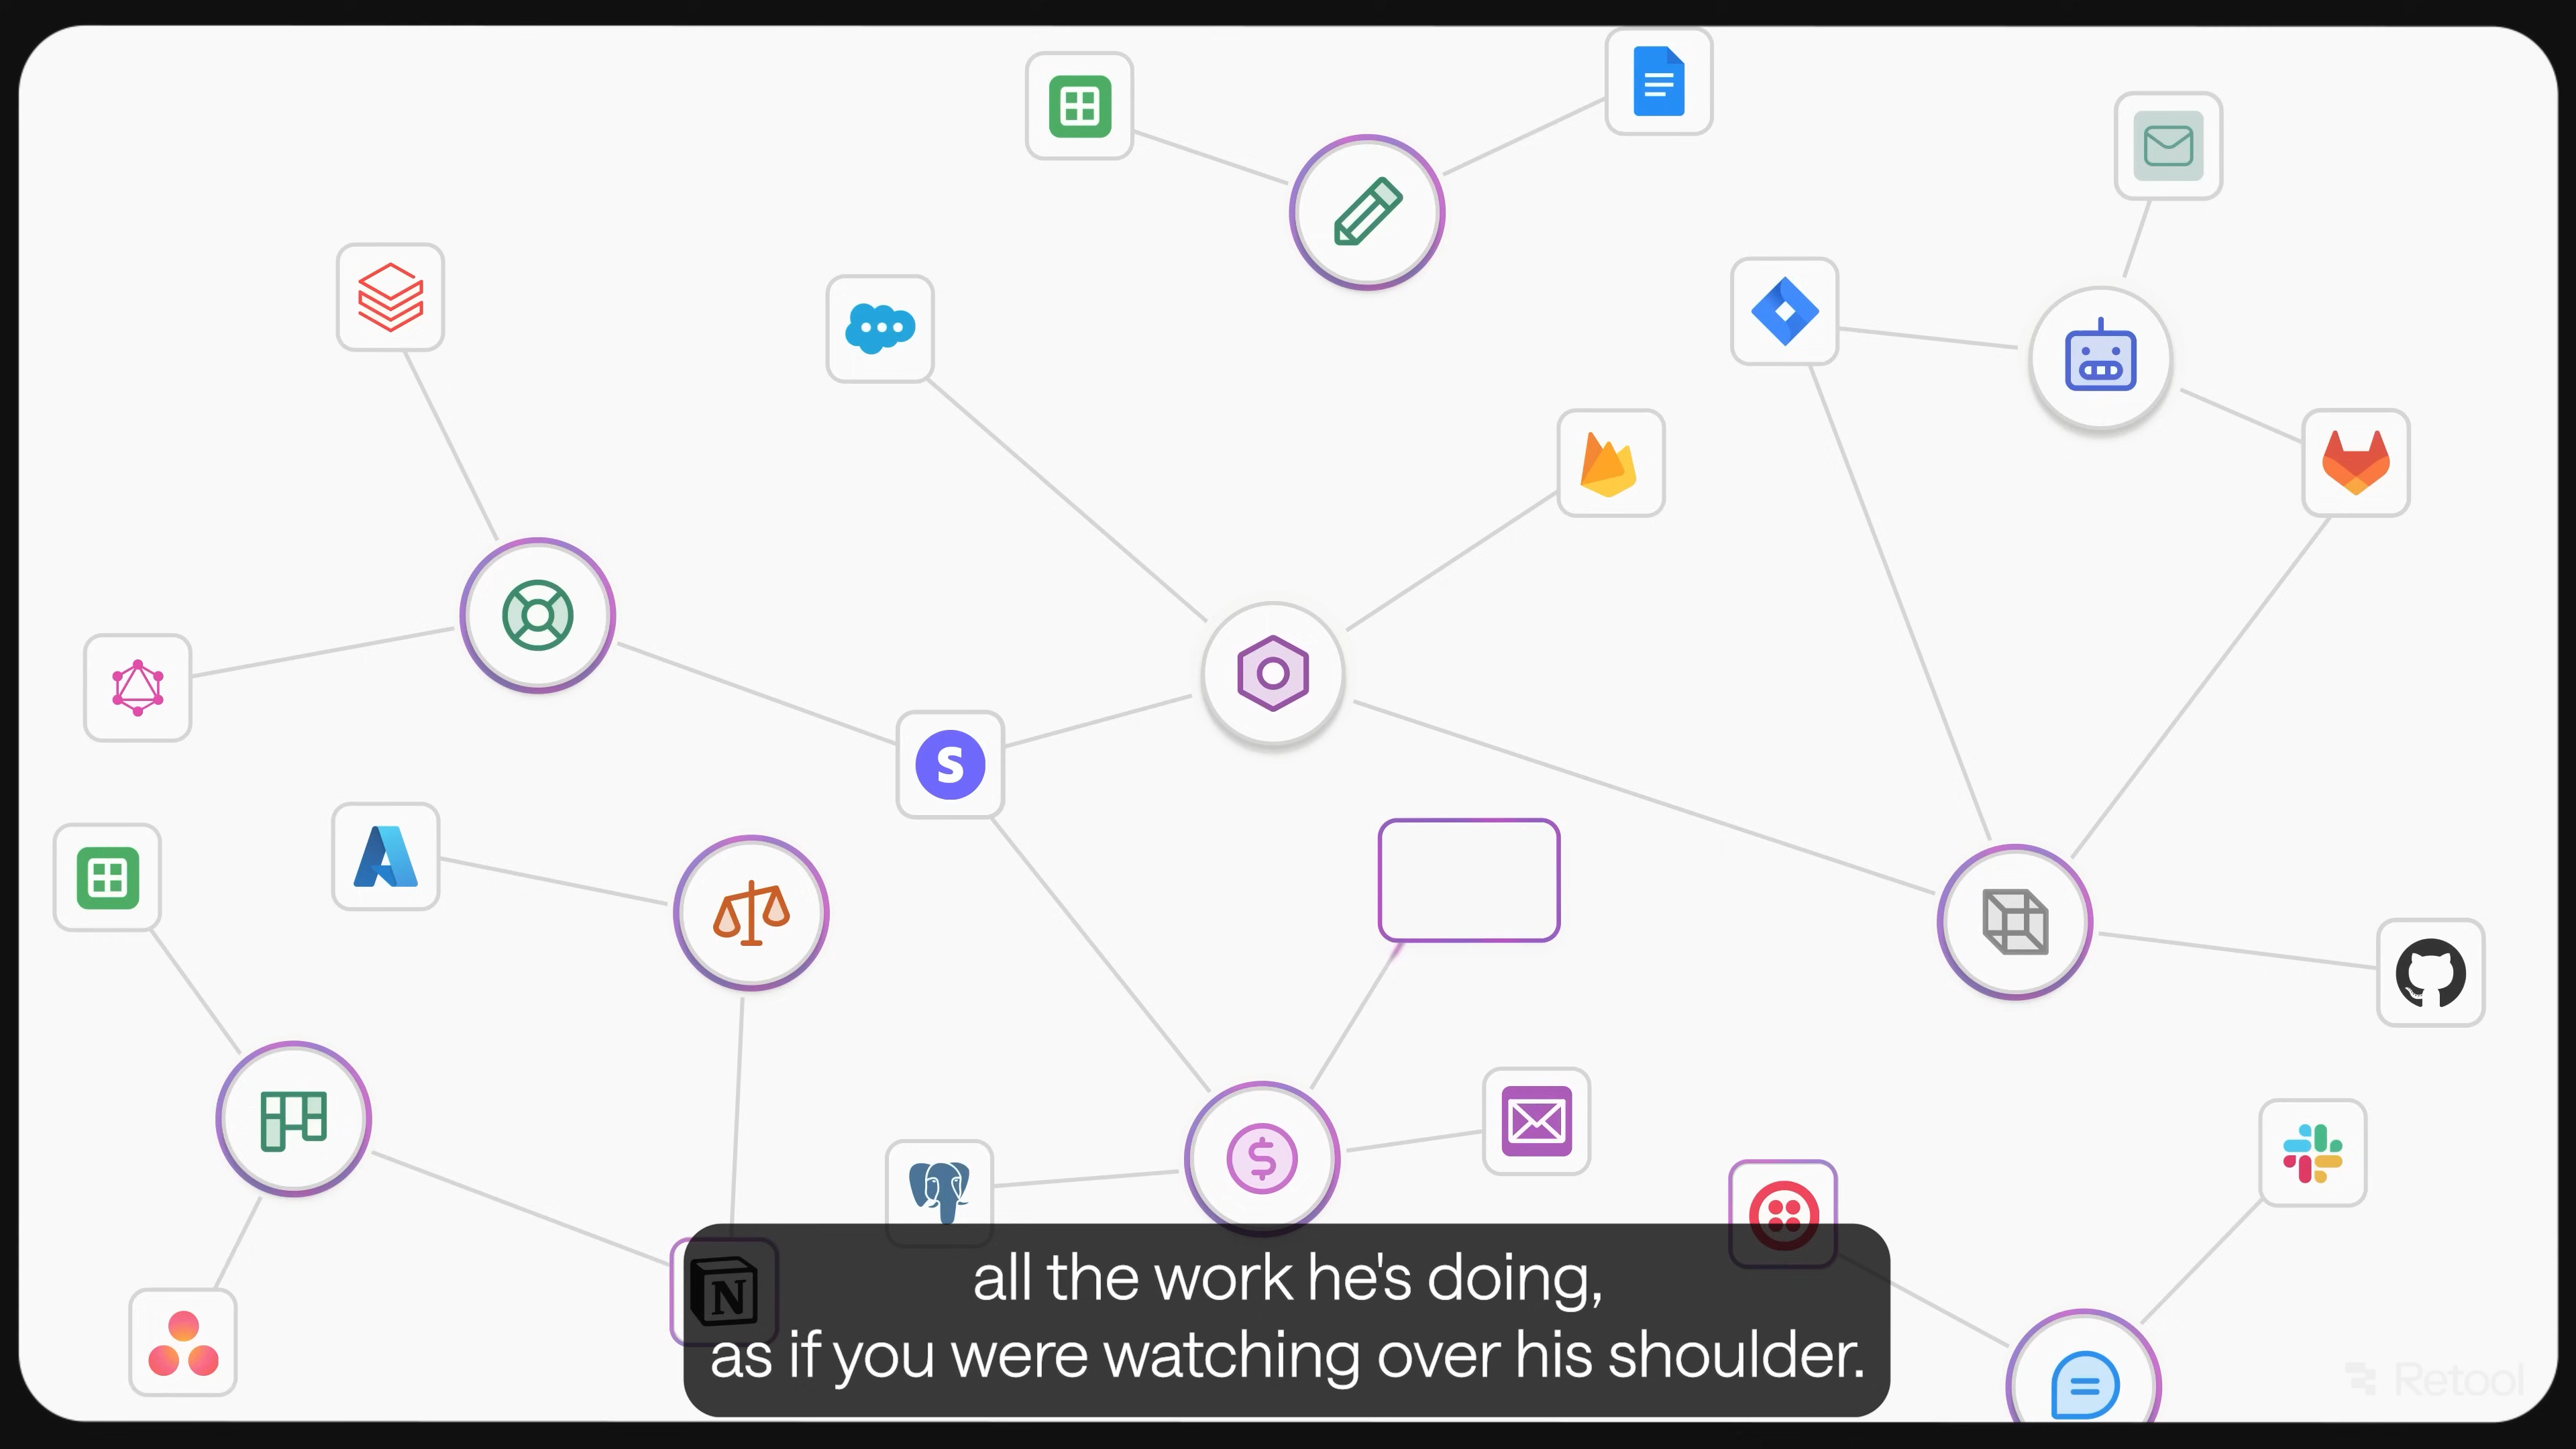 S
N
all the work he's doing,
as if you were watching over his shoulder.
Retool